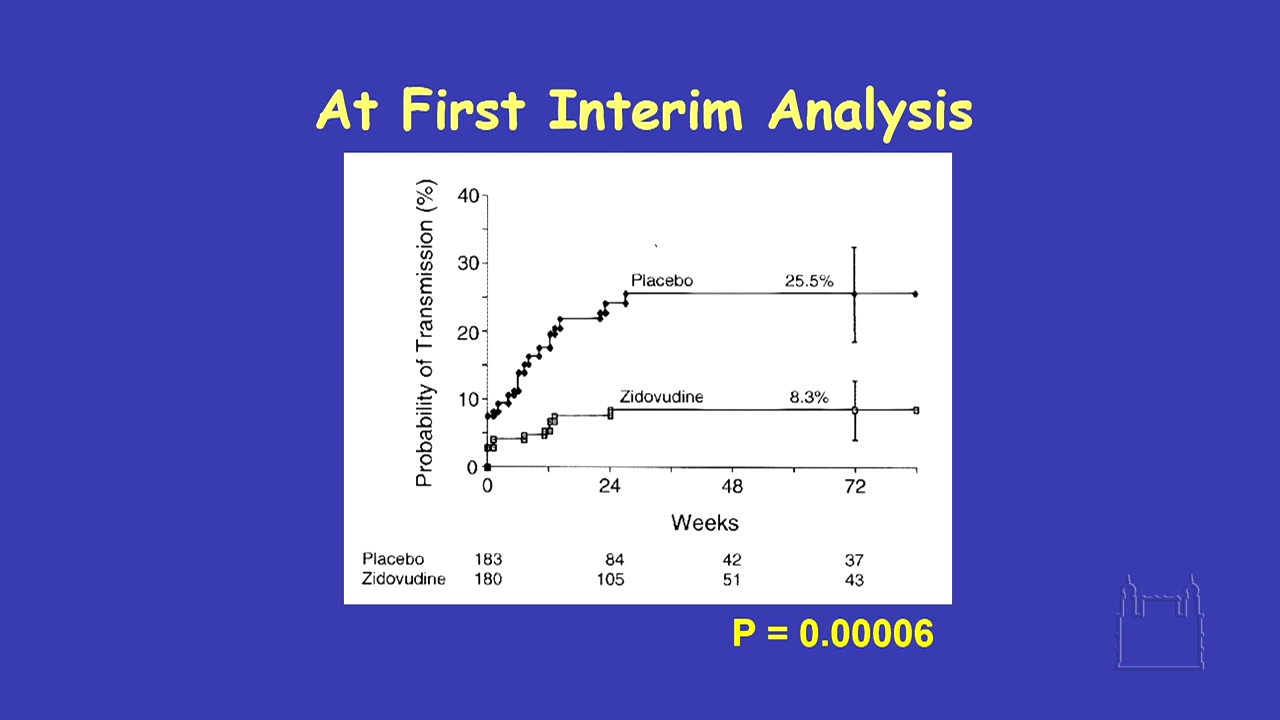 At First Interim Analysis
Probability of Transmission (%)
40
30
20
10
0
Placebo 25.5%
Zidovudine 8.3%
0 24 48 72
Weeks
Placebo 183 84 42 37
Zidovudine 180 105 51 43
P = 0.00006